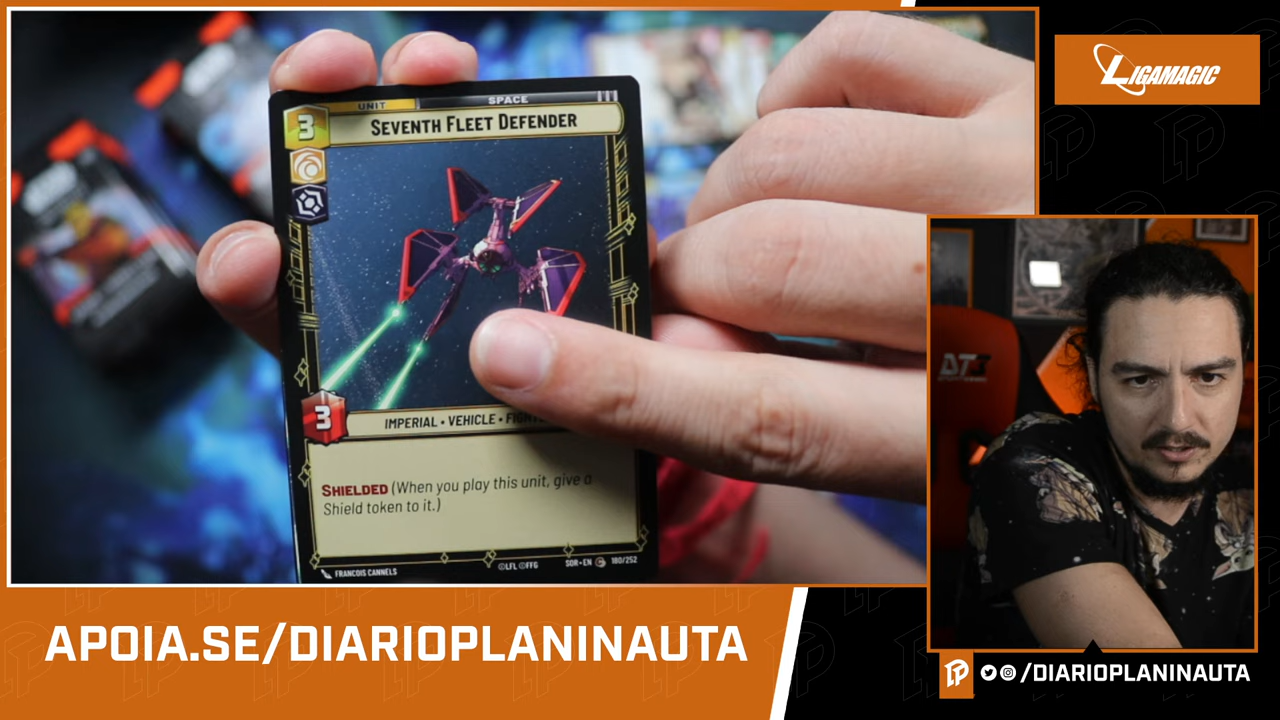 LIGAMAGIC
UNIT SPACE
3
SEVENTH FLEET DEFENDER
3
IMPERIAL • VEHICLE •
SHIELDED (When you play this unit, give a
Shield token to it.)
FRANCOIS CANNELS ©LFL ©FFG SOR • EN C 180/252
APOIA.SE/DIARIOPLANINAUTA
/DIARIOPLANINAUTA